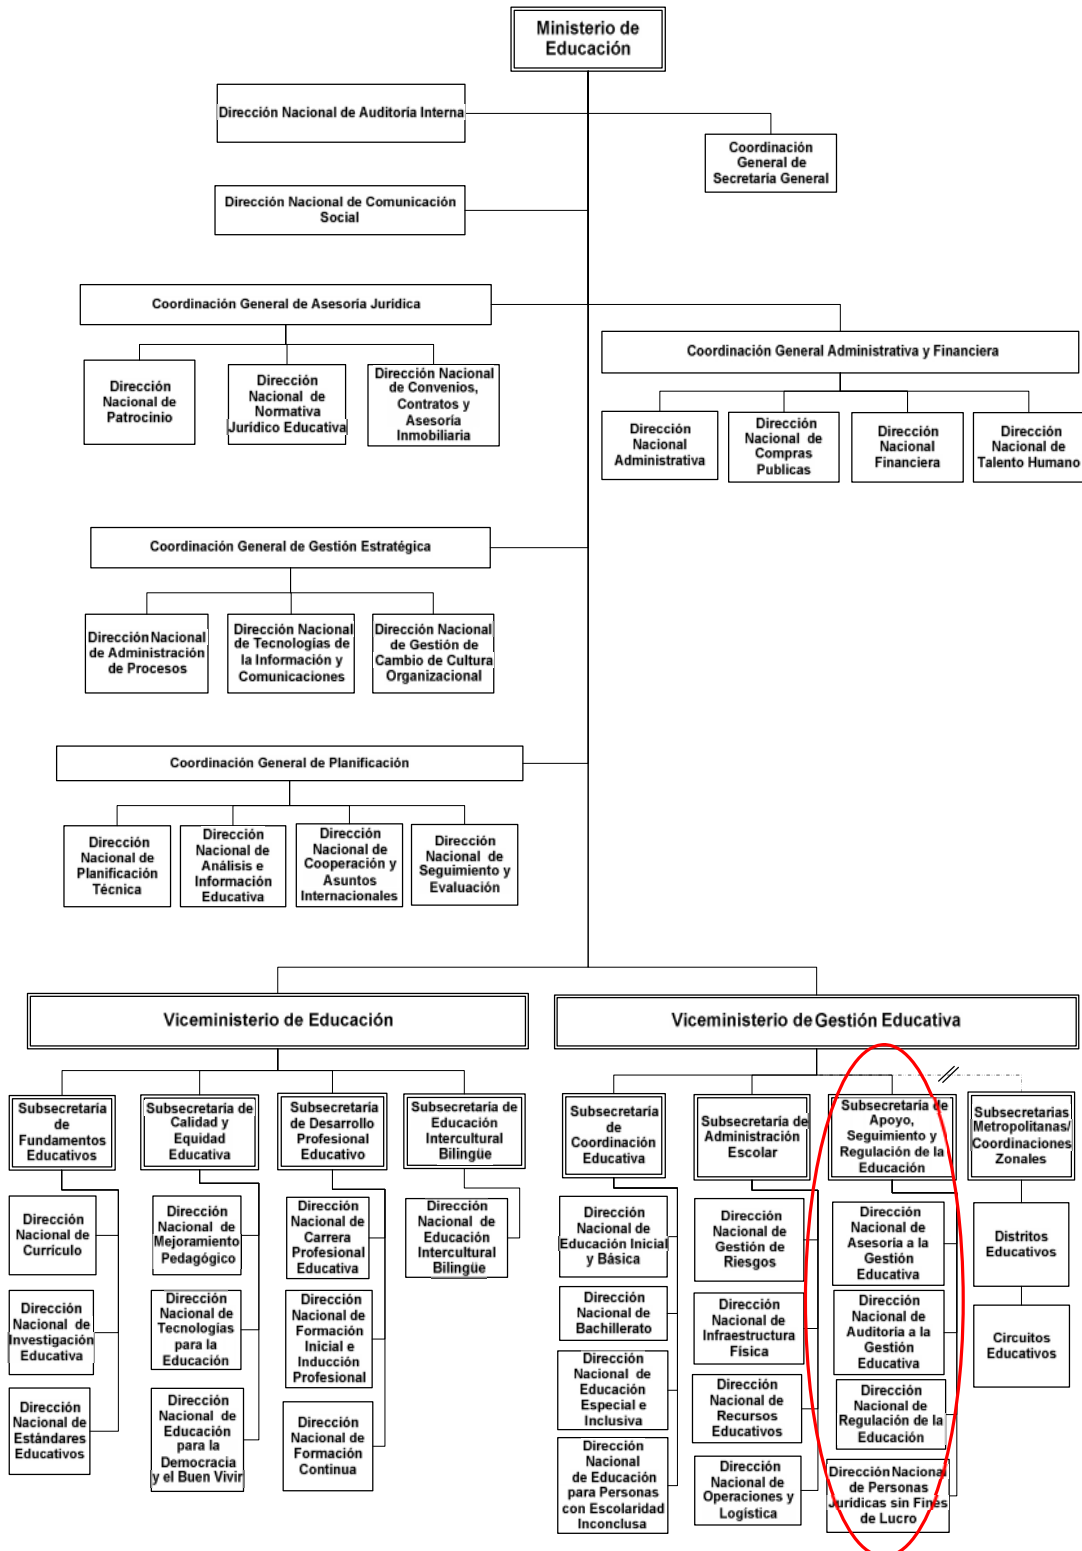 Ministerio de
Educación
Dirección Nacional de Auditoría Interna
Coordinación
General de
Secretaría General
Dirección Nacional de Comunicación
Social
Coordinación General de Asesoría Jurídica
Coordinación General Administrativa y Financiera
Dirección
Nacional de
Patrocinio
Dirección
Nacional de
Normativa
Jurídico Educativa
Dirección Nacional
de Convenios,
Contratos y
Asesoría
Inmobiliaria
Dirección
Nacional
Administrativa
Dirección
Nacional de
Compras
Publicas
Dirección
Nacional
Financiera
Dirección
Nacional de
Talento Humano
Coordinación General de Gestión Estratégica
Dirección Nacional
de Administración
de Procesos
Dirección Nacional
de Tecnologías de
la Información y
Comunicaciones
Dirección Nacional
de Gestión de
Cambio de Cultura
Organizacional
Coordinación General de Planificación
Dirección
Nacional de
Planificación
Técnica
Dirección
Nacional de
Análisis e
Información
Educativa
Dirección
Nacional de
Cooperación y
Asuntos
Internacionales
Dirección
Nacional de
Seguimiento y
Evaluación
Viceministerio de Educación
Viceministerio de Gestión Educativa
Subsecretaría
de
Fundamentos
Educativos
Subsecretaría de
Calidad y
Equidad
Educativa
Subsecretaría
de Desarrollo
Profesional
Educativo
Subsecretaría de
Educación
Intercultural
Bilingüe
Subsecretaría
de
Coordinación
Educativa
Subsecretaría de
Administración
Escolar
Subsecretaría de
Apoyo,
Seguimiento y
Regulación de la
Educación
Subsecretarias
Metropolitanas/
Coordinaciones
Zonales
Dirección
Nacional de
Currículo
Dirección
Nacional de
Mejoramiento
Pedagógico
Dirección
Nacional de
Carrera
Profesional
Educativa
Dirección
Nacional de
Educación
Intercultural
Bilingüe
Dirección
Nacional de
Educación Inicial
y Básica
Dirección
Nacional de
Gestión de
Riesgos
Dirección
Nacional de
Asesoría a la
Gestión
Educativa
Distritos
Educativos
Dirección
Nacional de
Investigación
Educativa
Dirección
Nacional de
Tecnologías
para la
Educación
Dirección
Nacional de
Formación
Inicial e
Inducción
Profesional
Dirección
Nacional de
Bachillerato
Dirección
Nacional de
Infraestructura
Física
Dirección
Nacional de
Auditoría a la
Gestión
Educativa
Circuitos
Educativos
Dirección
Nacional de
Estándares
Educativos
Dirección
Nacional de
Educación
para la
Democracia
y el Buen Vivir
Dirección
Nacional de
Formación
Continua
Dirección
Nacional de
Educación
Especial e
Inclusiva
Dirección
Nacional de
Recursos
Educativos
Dirección
Nacional de
Regulación de la
Educación
Dirección
Nacional
de Educación
para Personas
con Escolaridad
Inconclusa
Dirección
Nacional de
Operaciones y
Logística
Dirección Nacional
de Personas
Jurídicas sin Fines
de Lucro